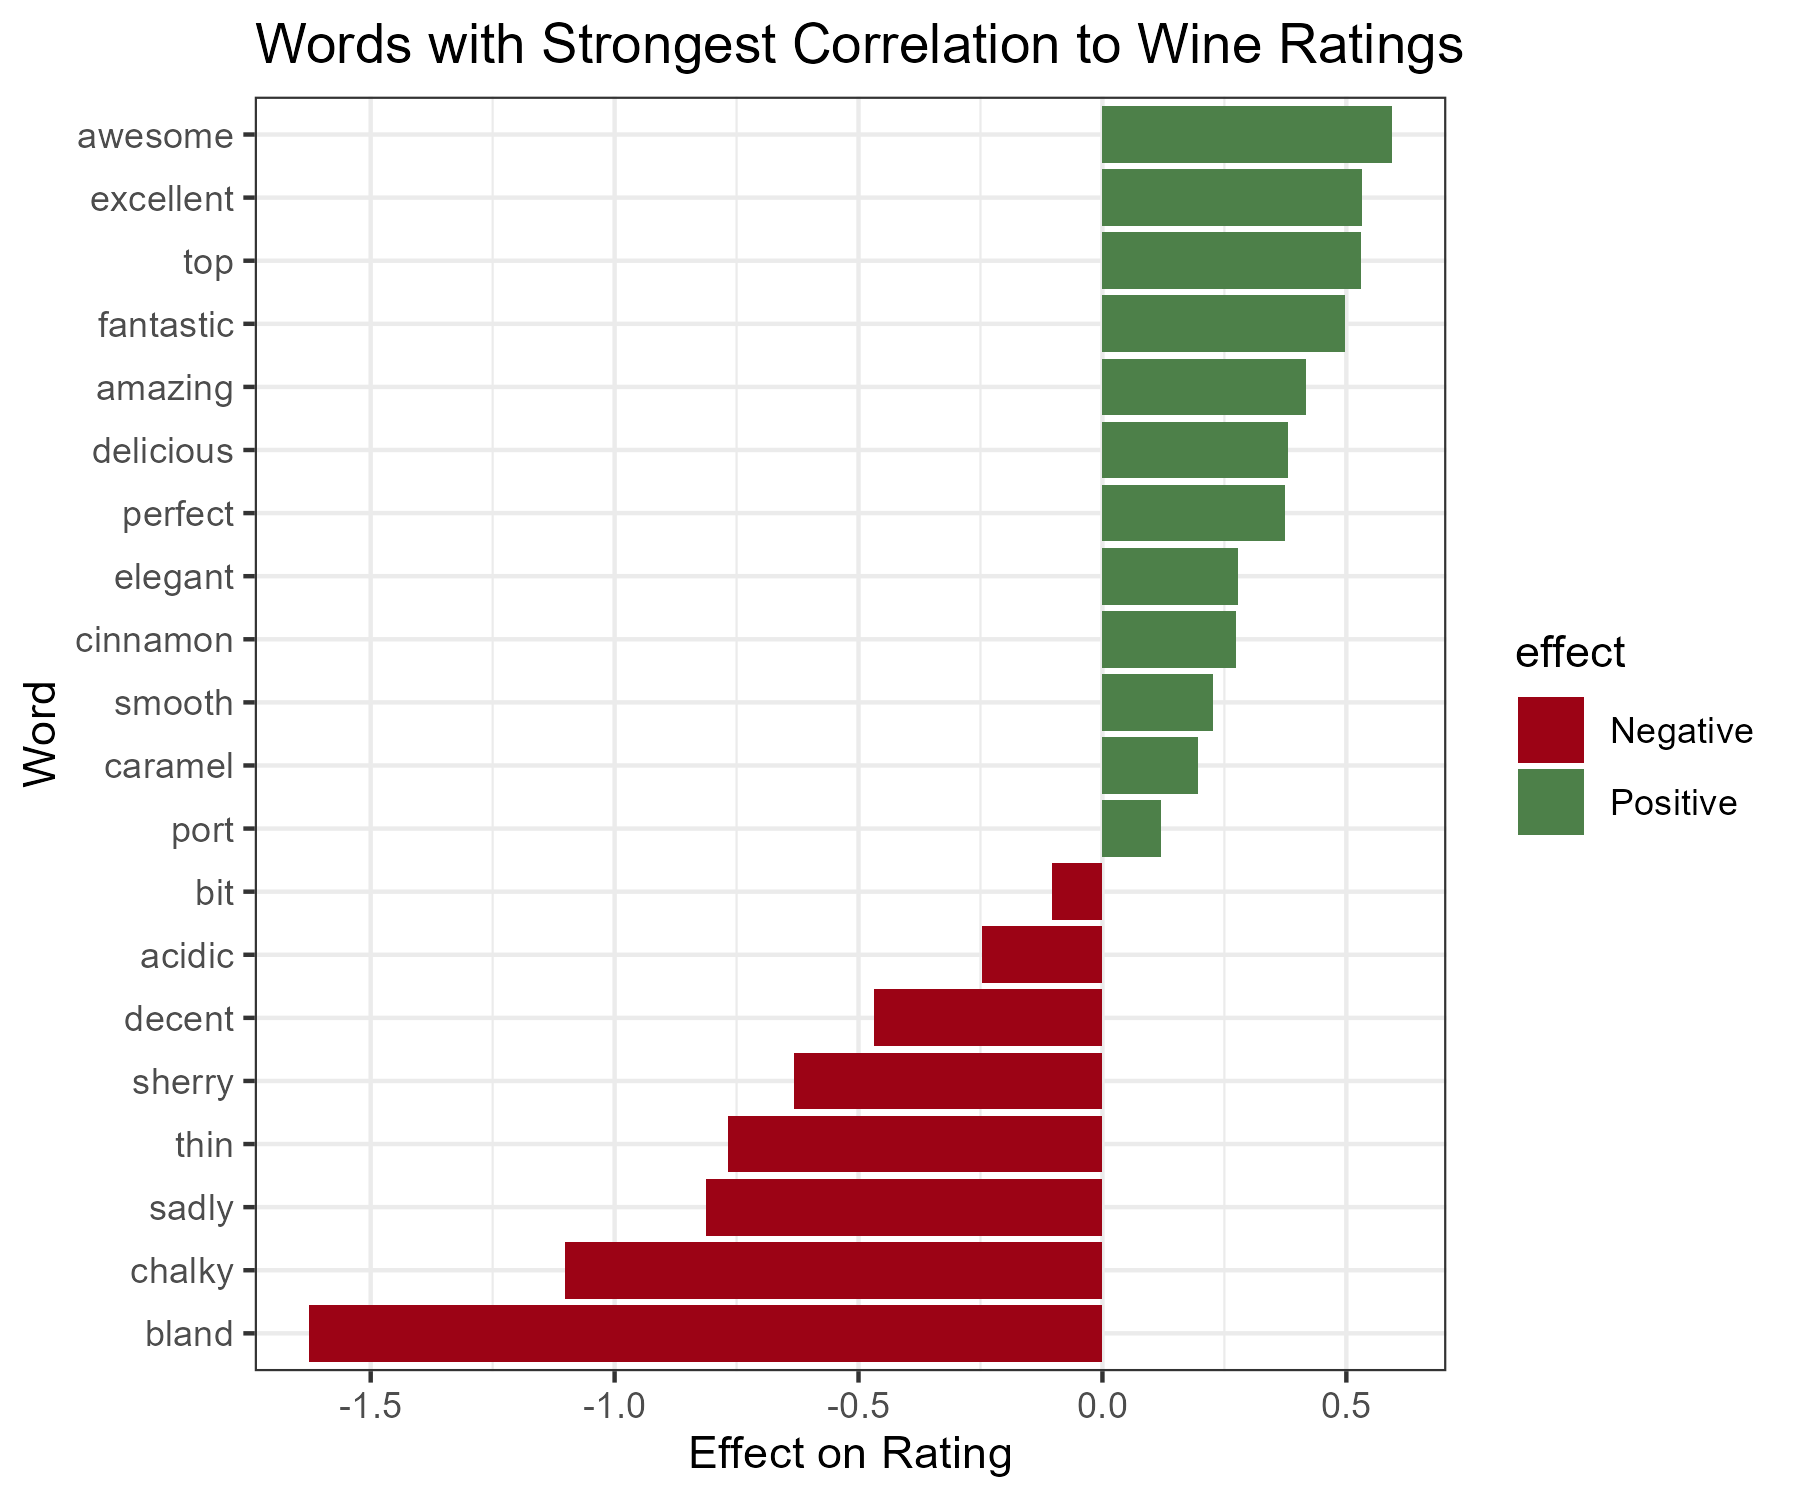 Words with Strongest Correlation to Wine Ratings
awesome
excellent
top
fantastic
amazing
delicious
perfect
elegant
cinnamon
smooth
caramel
port
bit
acidic
decent
sherry
thin
sadly
chalky
bland
Word
-1.5 -1.0 -0.5 0.0 0.5
Effect on Rating
effect
Negative
Positive